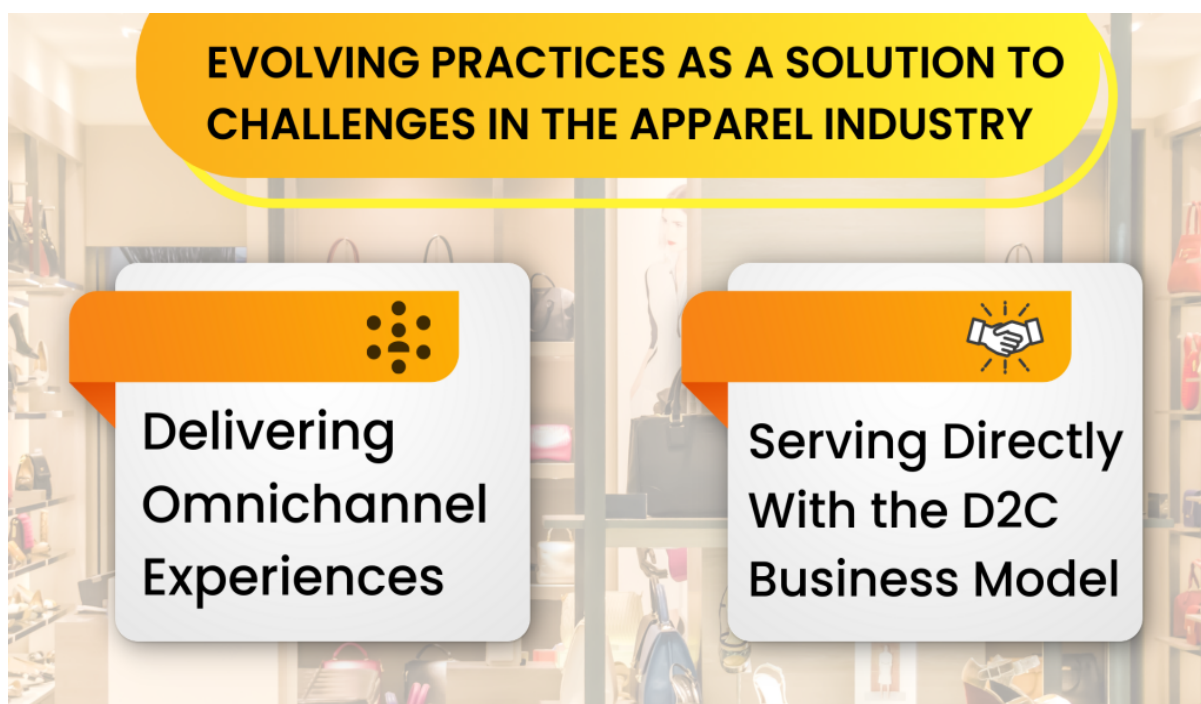 EVOLVING PRACTICES AS A SOLUTION TO
CHALLENGES IN THE APPAREL INDUSTRY
Delivering
Omnichannel
Experiences
Serving Directly
With the D2C
Business Model